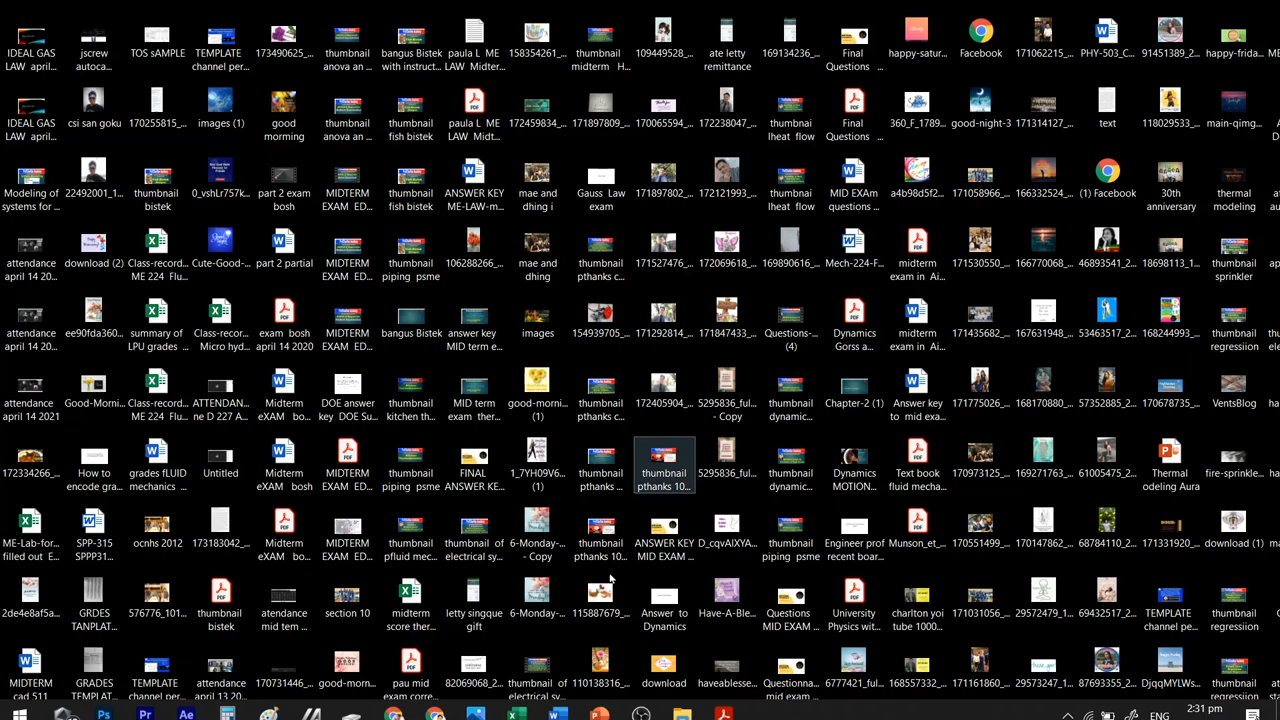 IDEAL GAS
LAW april...
jscrew
autoca...
TOS sAMPLE
TEMPLATE
channel per...
173490625_...
thumbnail
anova an ...
bangus Bistek
with instruct...
paula L ME
LAW Midter...
158354261_...
thumbnail
midterm H...
109449528_...
ate letty
remittance
169134236_...
Final
Questions ...
happy-satur...
Facebook
171062215_...
PHY-503_C...
91451389_2...
happy-frida...
IDEAL GAS
LAW april...
csi san goku
170253815_...
images (1)
good
morning
thumbnail
anova an ...
thumbnail
fish bistek
paula L ME
LAW Midt...
172459834_...
171897809_...
170065594_...
172238047_...
thumbnai
lheat flow
Final
Questions ...
360_F_1789...
good-night-3
171314127_...
text
118029533_...
main-qimg...
Modeling of
systems for ...
22492001_1...
thumbnail
bistek
0_vshLr757k...
part 2 exam
bosh
MIDTERM
EXAM ED...
thumbnail
fish bistek
ANSWER KEY
ME-LAW-m...
mae and
dhing i
Gauss Law
exam
171897802_...
172121993_...
thumbnai
lheat flow
MID EXAm
questions ...
a4b98d5f2...
171058966_...
166332524_...
(1) Facebook
30th
anniversary
thermal
modeling
attendance
april 14 20...
download (2)
Class-record...
ME 224 Flu...
Cute-Good-...
part 2 partial
MIDTERM
EXAM ED...
thumbnail
piping psme
106288266_...
mae and
dhing
thumbnail
pthanks c...
171527476_...
172069618_...
169890616_...
Mech-224-F...
midterm
exam in Ai...
171530550_...
166770068_...
46893541_2...
18698113_1...
thumbnail
sprinkler
attendance
april 14 20...
ee90fda360...
summary of
LPU grades ...
Class-recor...
Micro hyd...
exam bosh
april 14 2020
MIDTERM
EXAM ED...
bangus Bistek
answer key
MID term e...
images
154939705_...
171292814_...
171847433_...
Questions-...
(4)
Dynamics
Gorss a...
midterm
exam in Ai...
171435682_...
167631948_...
53463517_2...
168244993_...
thumbnail
regression
attendance
april 14 2021
Good-Morni...
Class-record...
ME 224 Flu...
ATTENDAN...
ne D 227 A...
Midterm
eXAM bo...
DOE answer
key DOE Su...
thumbnail
kitchen th...
MID term
exam ther...
good-morni...
(1)
thumbnail
pthanks c...
172405904_...
5295836_ful...
- Copy
thumbnail
dynamic...
Chapter-2 (1)
Answer key
to mid exa...
171775026_...
168170880_...
57352885_2...
170678735_...
VentsBlog
172334266_...
How to
encode gra...
grades fLUID
mechanics ...
Untitled
Midterm
eXAM bosh
MIDTERM
EXAM ED...
thumbnail
piping psme
FINAL
ANSWER KE...
1_7YH09V6...
(1)
thumbnail
pthanks ...
thumbnail
pthanks 10...
5295836_ful...
thumbnail
dynamic...
Dynamics
MOTION...
Text book
fluid mecha...
170973125_...
169271763_...
61005475_2...
Thermal
odeling Aura
fire-sprinkle...
ME-Lab-for...
filled out E...
SPP-315
SPPP31...
ocnhs 2012
173183042_...
Midterm
eXAM bo...
MIDTERM
EXAM ED...
thumbnail
pfluid mec...
thumbnail of
electrical sy...
6-Monday-...
- Copy
thumbnail
pthanks 10...
ANSWER KEY
MID EXAM ...
D_cqvAIXYA...
thumbnail
piping psme
Engineer prof
recent board...
Munson_et_...
170551499_...
170147862_...
68784110_2...
171331920_...
download (1)
2de4e8af5a...
GRDES
TANPLAT...
576776_101...
thumbnail
bistek
atendance
mid tem ...
section 10
midterm
score ther...
letty singque
gift
6-Monday-...
115887679_...
Answer to
Dynamics
Have-A-Ble...
Questions
MID EXAM ...
University
Physics wit...
charlton yoi
tube 1000...
171031056_...
29572479_1...
69432517_2...
TEMPLATE
channel pe...
thumbnail
regression
MIDTERM
cad 511
GRADES
TEMPLAT...
TEMPLATE
channel per...
attendance
april 13 20...
170731446_...
good-morn...
pau mid
exam corre...
82069068_2...
thumbnail of
electrical sy...
110138316_...
download
haveablesse...
Questionna...
mid exam ...
6777421_ful...
168557332_...
171161860_...
29573247_1...
87693355_2...
DjqqMYLWs...
thumbnail
regression...
ENG
2:31 pm